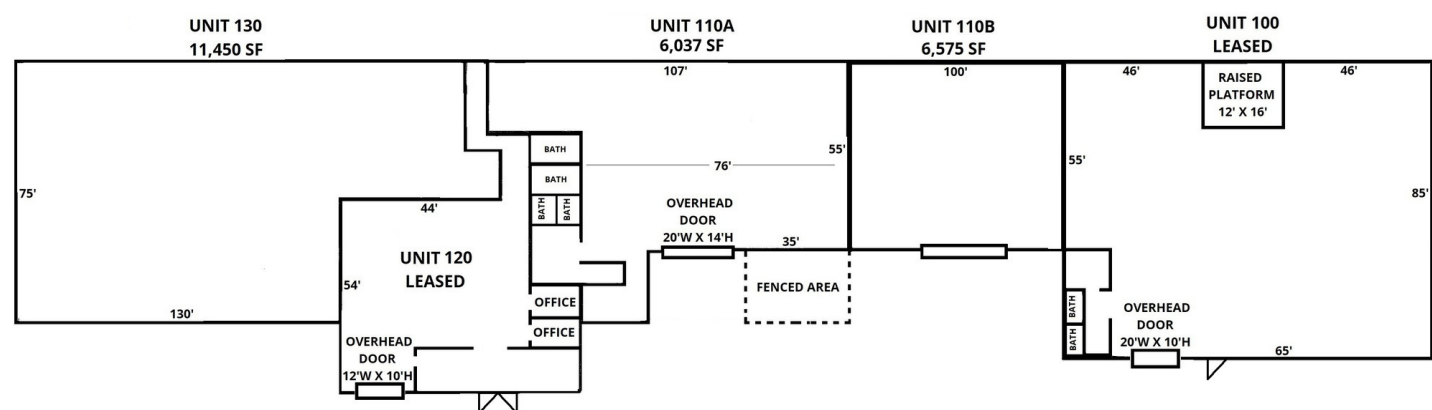 UNIT 130
11,450 SF
UNIT 110A
6,037 SF
UNIT 110B
6,575 SF
UNIT 100
LEASED
107'
100'
46'
RAISED
PLATFORM
12' X 16'
46'
BATH
BATH
BATH
BATH
76'
55'
55'
75'
85'
44'
OVERHEAD
DOOR
20'W X 14'H
35'
UNIT 120
LEASED
54'
FENCED AREA
OFFICE
OFFICE
130'
BATH
BATH
OVERHEAD
DOOR
20'W X 10'H
65'
OVERHEAD
DOOR
12'W X 10'H